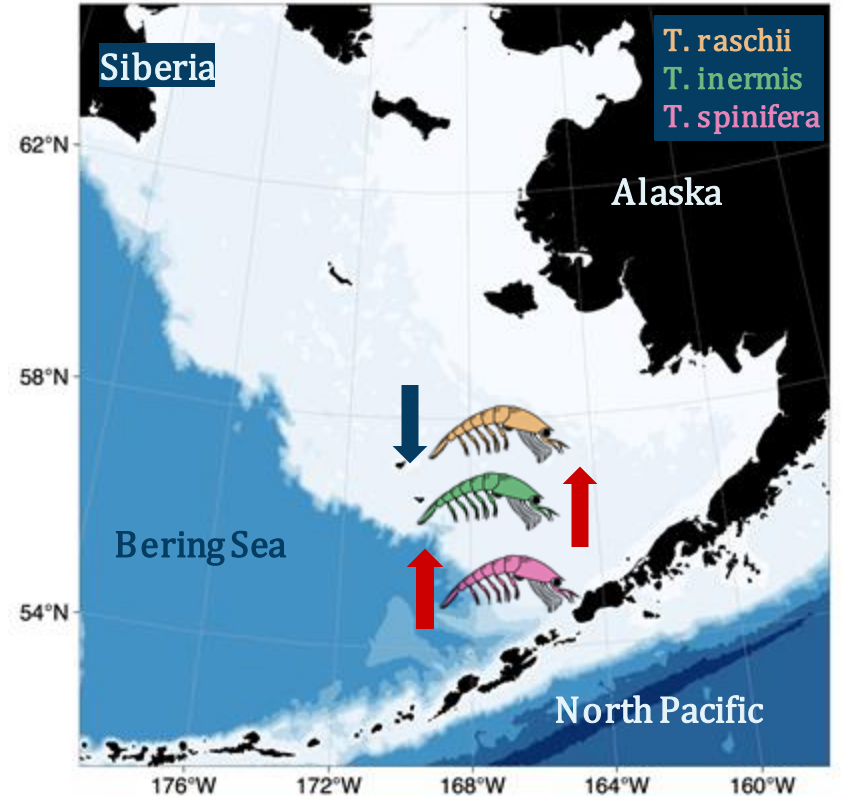 Siberia
T. raschii
T. inermis
T. spinifera
62°N
Alaska
58°N
Bering Sea
54°N
North Pacific
176°W
172°W
168°W
164°W
160°W